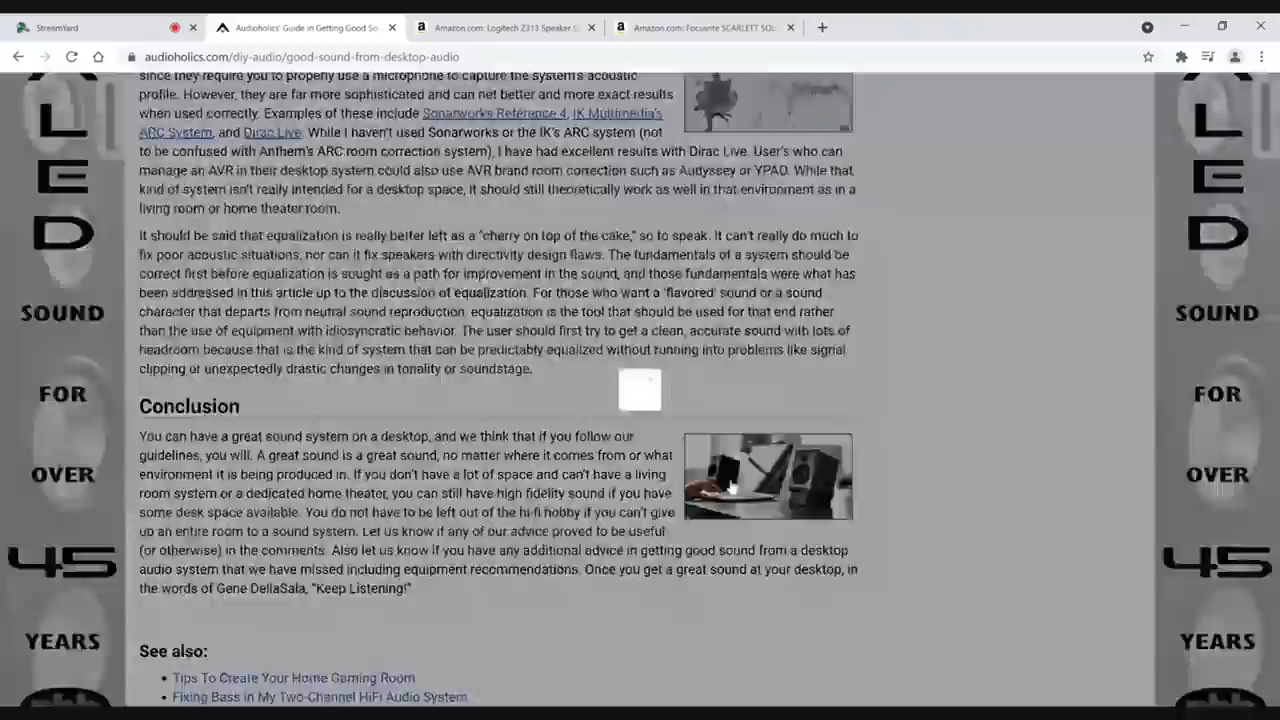 StreamYard
Audioholics' Guide in Getting Good So
Amazon.com: Logitech Z313 Speaker S
Amazon.com: Focusrite SCARLETT SOL
audioholics.com/diy-audio/good-sound-from-desktop-audio
since they require you to properly use a microphone to capture the system's acoustic
profile. However, they are far more sophisticated and can net better and more exact results
when used correctly. Examples of these include Sonarworks Reference 4, IK Multimedia's
ARC System, and Dirac Live. While I haven't used Sonarworks or the IK's ARC system (not
to be confused with Anthem's ARC room correction system), I have had excellent results with Dirac Live. User's who can
manage an AVR in their desktop system could also use AVR brand room correction such as Audyssey or YPAO. While that
kind of system isn't really intended for a desktop space, it should still theoretically work as well in that environment as in a
living room or home theater room.
It should be said that equalization is really better left as a "cherry on top of the cake," so to speak. It can't really do much to
fix poor acoustic situations, nor can it fix speakers with directivity design flaws. The fundamentals of a system should be
correct first before equalization is sought as a path for improvement in the sound, and those fundamentals were what has
been addressed in this article up to the discussion of equalization. For those who want a 'flavored' sound or a sound
character that departs from neutral sound reproduction, equalization is the tool that should be used for that end rather
than the use of equipment with idiosyncratic behavior. The user should first try to get a clean, accurate sound with lots of
headroom because that is the kind of system that can be predictably equalized without running into problems like signal
clipping or unexpectedly drastic changes in tonality or soundstage.
Conclusion
You can have a great sound system on a desktop, and we think that if you follow our
guidelines, you will. A great sound is a great sound, no matter where it comes from or what
environment it is being produced in. If you don't have a lot of space and can't have a living
room system or a dedicated home theater, you can still have high fidelity sound if you have
some desk space available. You do not have to be left out of the hi-fi hobby if you can't give
up an entire room to a sound system. Let us know if any of our advice proved to be useful
(or otherwise) in the comments. Also let us know if you have any additional advice in getting good sound from a desktop
audio system that we have missed including equipment recommendations. Once you get a great sound at your desktop, in
the words of Gene DellaSala, "Keep Listening!"
See also:
Tips To Create Your Home Gaming Room
Fixing Bass in My Two-Channel HiFi Audio System
L
E
D
SOUND
FOR
OVER
45
YEARS
L
E
D
SOUND
FOR
OVER
45
YEARS